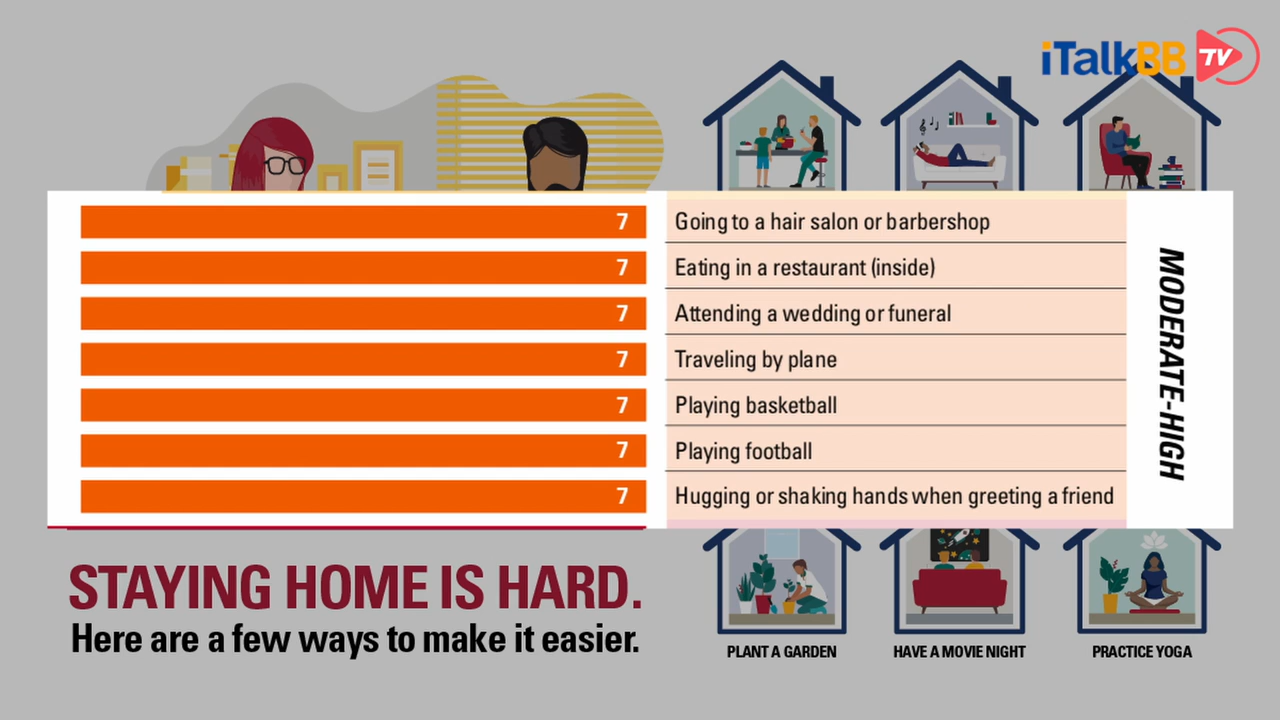 iTalkBB TV
7 Going to a hair salon or barbershop
7 Eating in a restaurant (inside)
7 Attending a wedding or funeral
7 Traveling by plane
7 Playing basketball
7 Playing football
7 Hugging or shaking hands when greeting a friend
MODERATE-HIGH
STAYING HOME IS HARD.
Here are a few ways to make it easier.
PLANT A GARDEN
HAVE A MOVIE NIGHT
PRACTICE YOGA